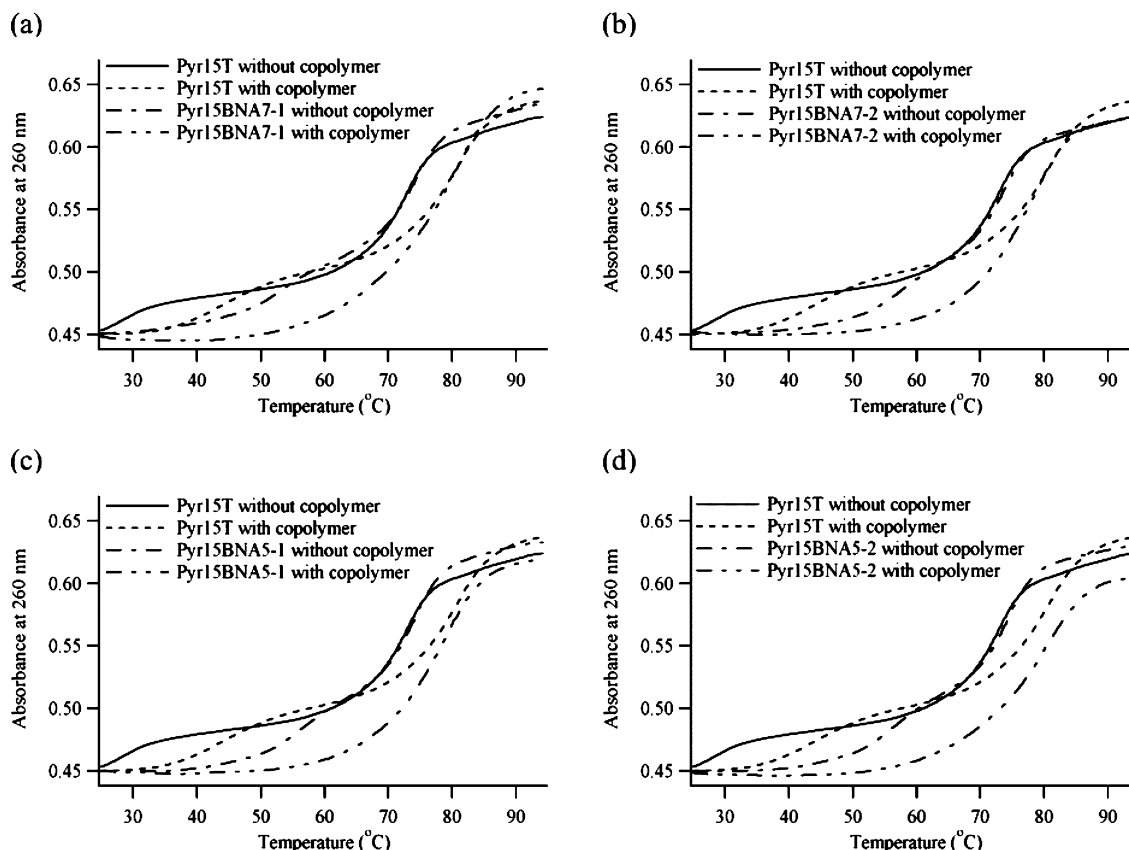 (a)
Pyr15T without copolymer
Pyr15T with copolymer
Pyr15BNA7-1 without copolymer
Pyr15BNA7-1 with copolymer
0.65
0.60
0.55
0.50
0.45
Absorbance at 260 nm
30 40 50 60 70 80 90
Temperature (°C)
(b)
Pyr15T without copolymer
Pyr15T with copolymer
Pyr15BNA7-2 without copolymer
Pyr15BNA7-2 with copolymer
0.65
0.60
0.55
0.50
0.45
Absorbance at 260 nm
30 40 50 60 70 80 90
Temperature (°C)
(c)
Pyr15T without copolymer
Pyr15T with copolymer
Pyr15BNA5-1 without copolymer
Pyr15BNA5-1 with copolymer
0.65
0.60
0.55
0.50
0.45
Absorbance at 260 nm
30 40 50 60 70 80 90
Temperature (°C)
(d)
Pyr15T without copolymer
Pyr15T with copolymer
Pyr15BNA5-2 without copolymer
Pyr15BNA5-2 with copolymer
0.65
0.60
0.55
0.50
0.45
Absorbance at 260 nm
30 40 50 60 70 80 90
Temperature (°C)